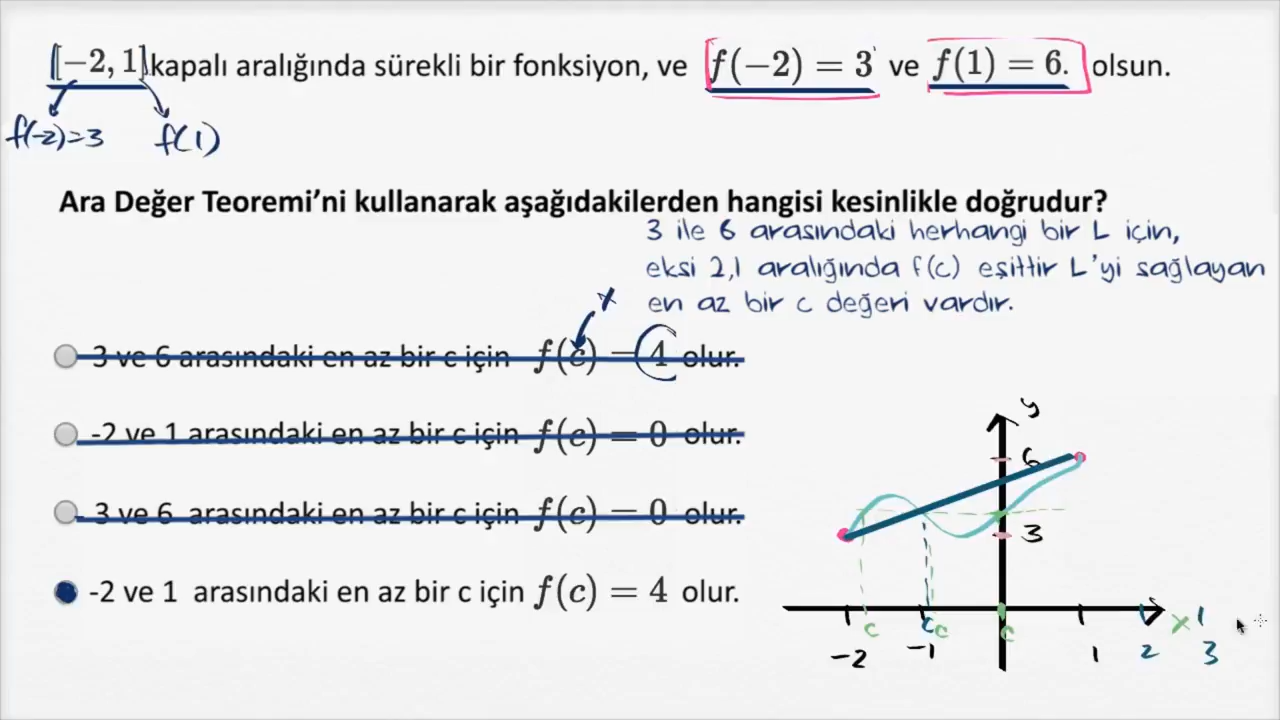 [-2, 1] kapalı aralığında sürekli bir fonksiyon, ve f(-2) = 3 ve f(1) = 6. olsun.
f(-2)=3 f(1)
Ara Değer Teoremi’ni kullanarak aşağıdakilerden hangisi kesinlikle doğrudur?
3 ile 6 arasındaki herhangi bir L için,
eksi 2,1 aralığında f(c) eşittir L'yi sağlayan
en az bir c değeri vardır.
x
3 ve 6 arasındaki en az bir c için f(c) = 4 olur.
-2 ve 1 arasındaki en az bir c için f(c) = 0 olur.
3 ve 6 arasındaki en az bir c için f(c) = 0 olur.
-2 ve 1 arasındaki en az bir c için f(c) = 4 olur.
y
6
3
c c c c x
-2 -1 1 2 3